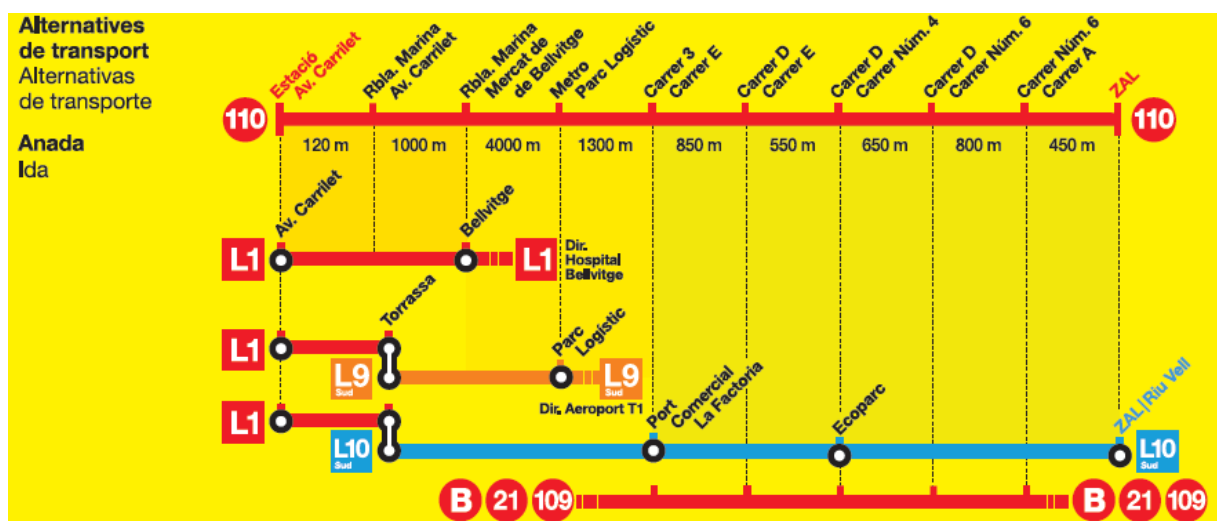 Alternatives
de transport
Alternativas
de transporte
Anada
Ida
Estació
Av. Carrilet
Rbla. Marina
Av. Carrilet
Rbla. Marina
Mercat de
de Bellvitge
Metro
Parc Logístic
Carrer 3
Carrer E
Carrer D
Carrer E
Carrer D
Carrer Núm. 4
Carrer D
Carrer Núm. 6
Carrer Núm. 6
Carrer A
ZAL
110
110
120 m
1000 m
4000 m
1300 m
850 m
550 m
650 m
800 m
450 m
Av. Carrilet
Bellvitge
L1
L1
Dir.
Hospital
Bellvitge
Torrassa
Parc
Logístic
L1
L9
Sud
L9
Sud
Dir. Aeroport T1
Port
Comercial
La Factoria
Ecoparc
ZAL|Riu Vell
L1
L10
Sud
L10
Sud
B 21 109
B 21 109